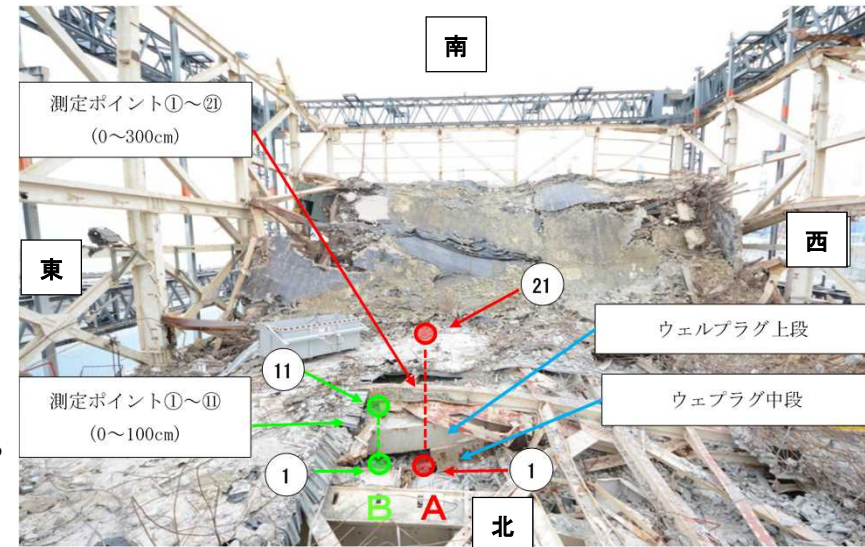 南
測定ポイント①～㉑
(0～300cm)
東
西
21
ウェルプラグ上段
11
測定ポイント①～⑪
(0～100cm)
ウェプラグ中段
1
1
B
A
北